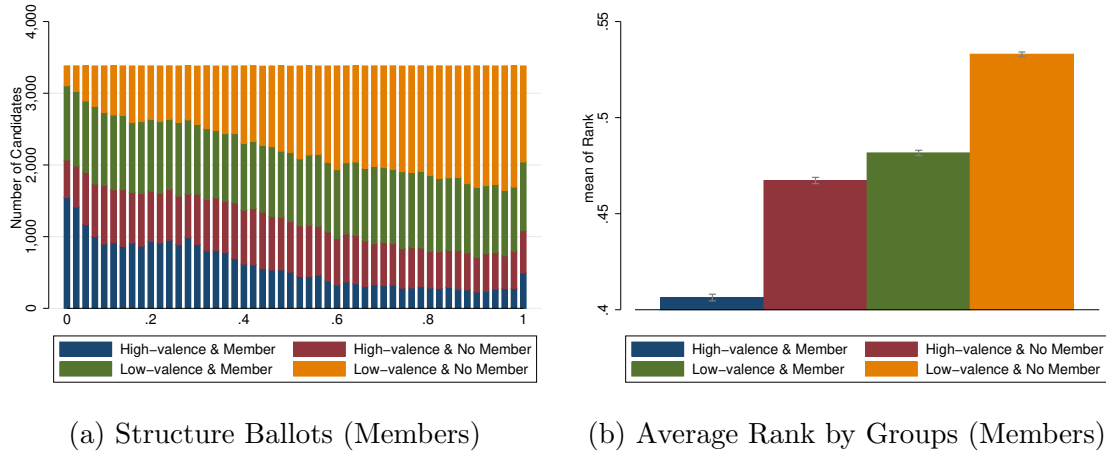 4,000
3,000
2,000
1,000
0
Number of Candidates
0 .2 .4 .6 .8 1
High−valence & Member High−valence & No Member
Low−valence & Member Low−valence & No Member
(a) Structure Ballots (Members)
.55
.5
.45
.4
mean of Rank
High−valence & Member High−valence & No Member
Low−valence & Member Low−valence & No Member
(b) Average Rank by Groups (Members)